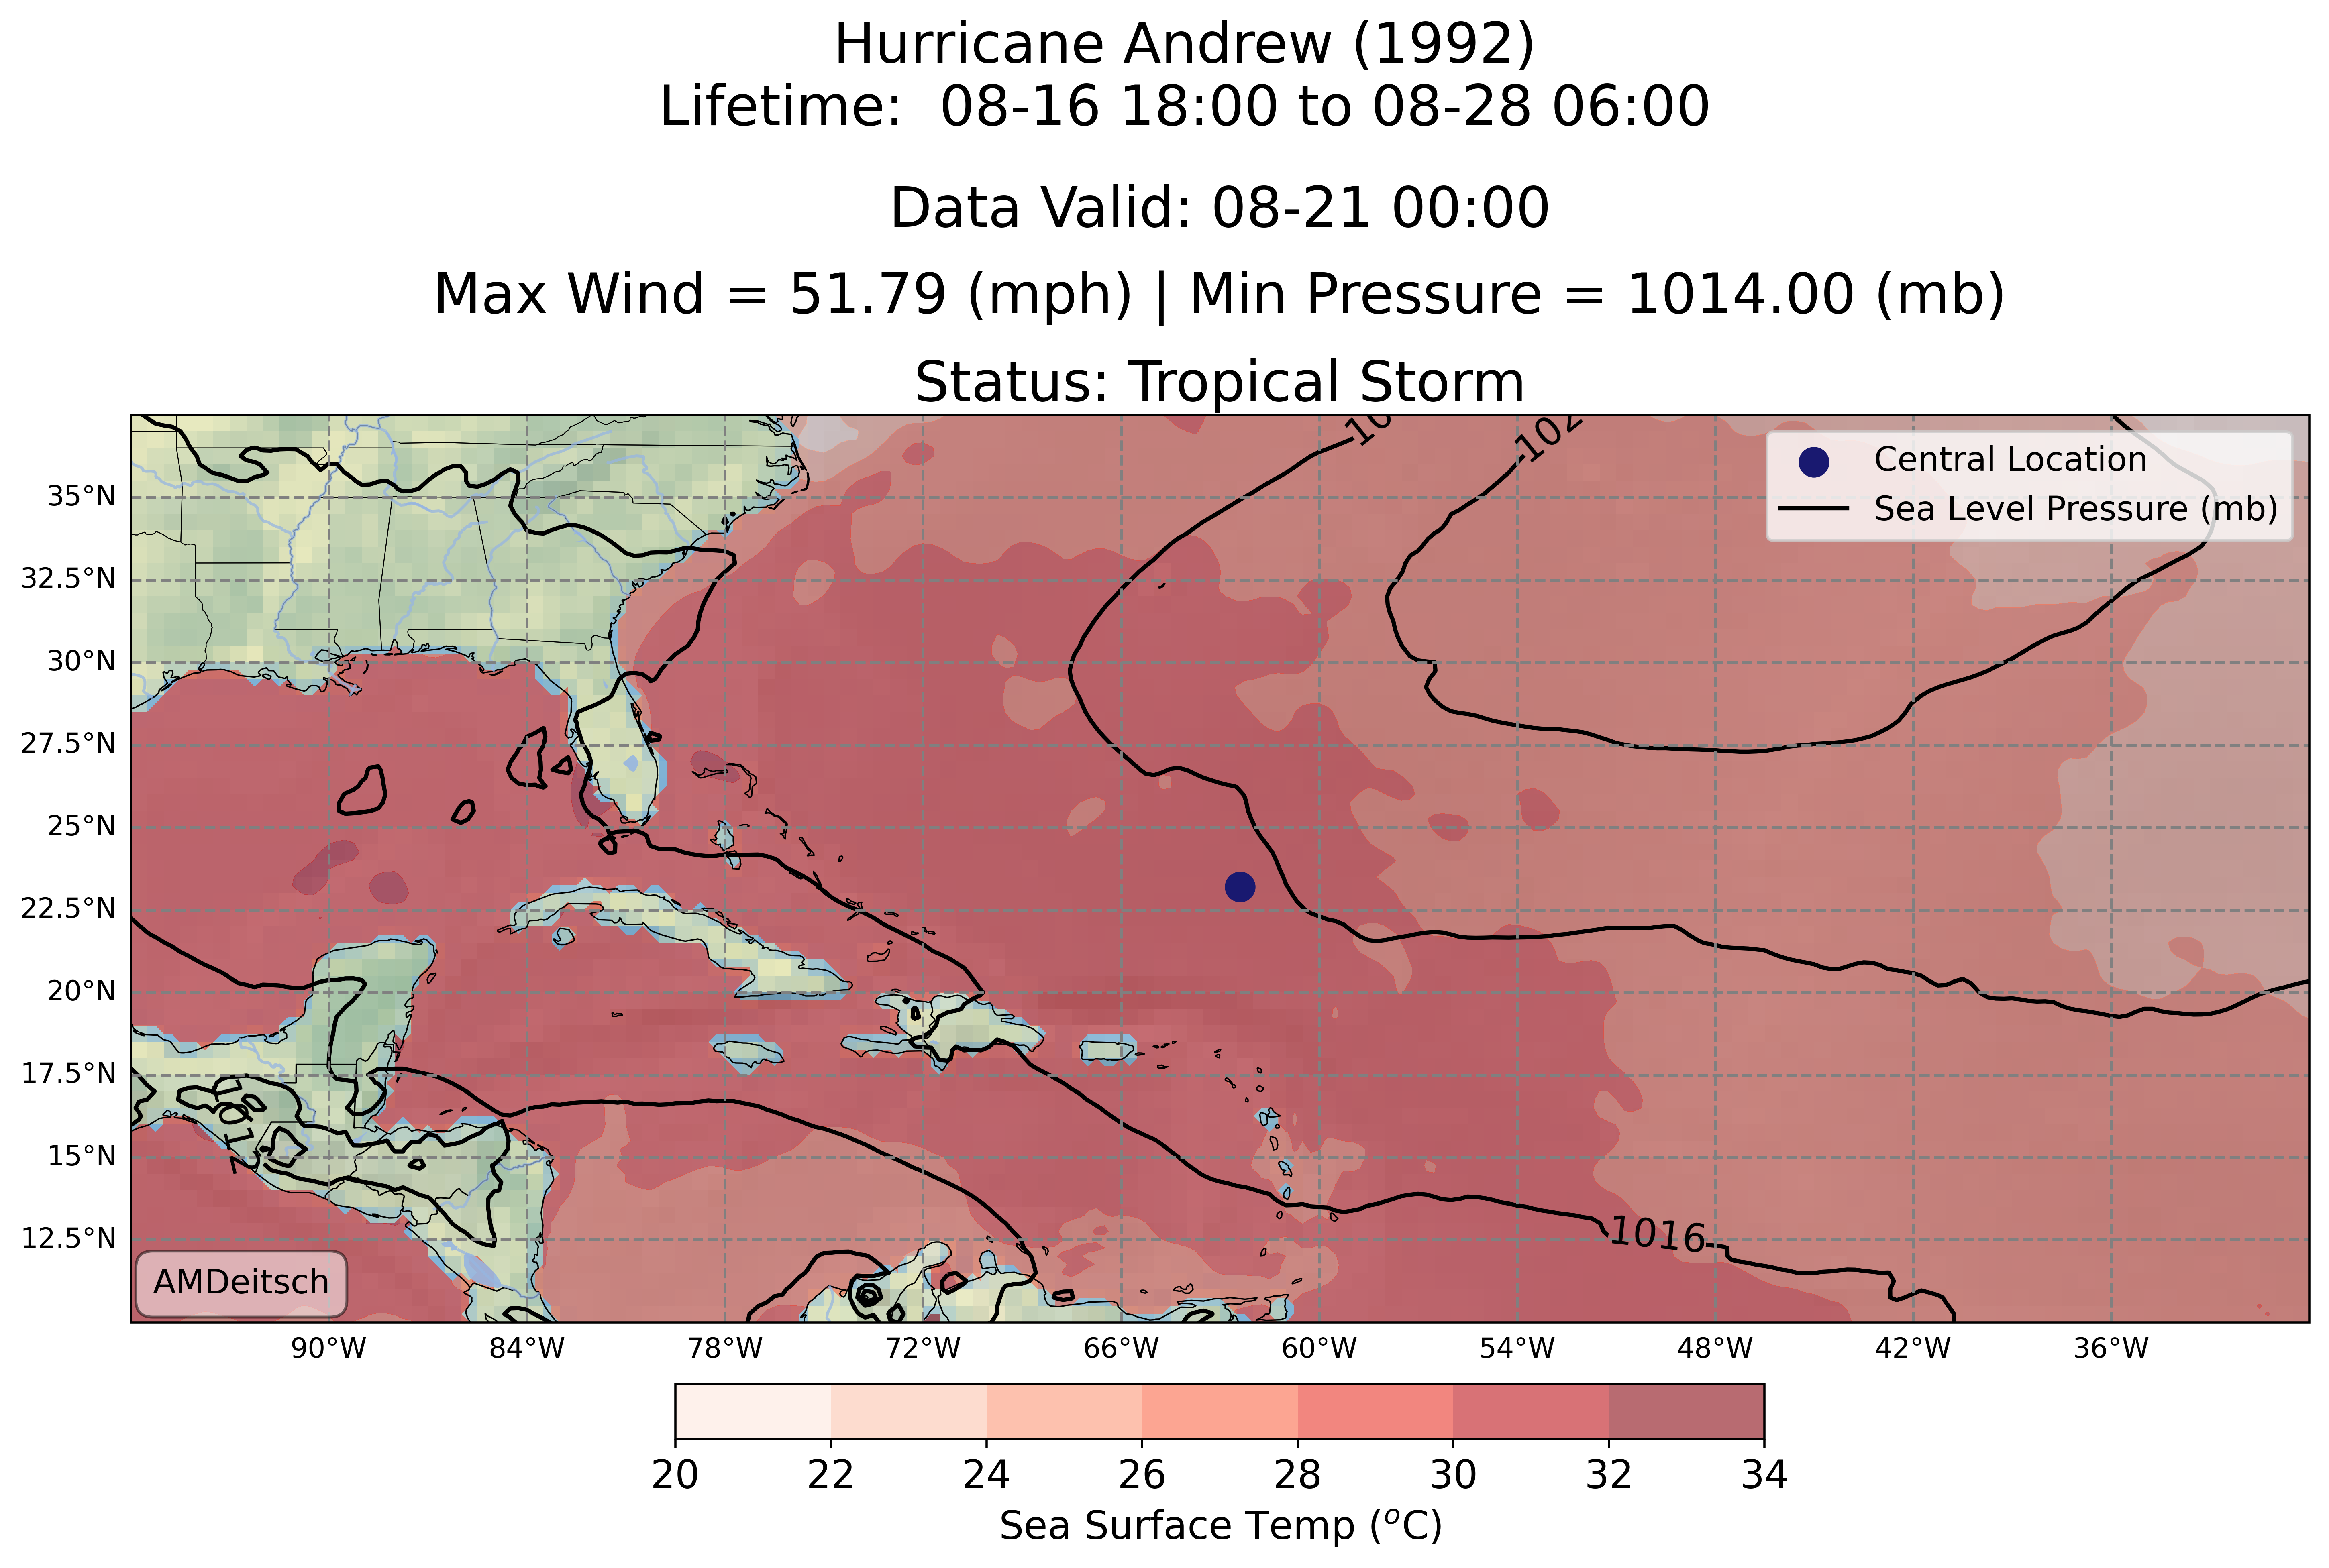 Hurricane Andrew (1992)
Lifetime:  08-16 18:00 to 08-28 06:00
Data Valid: 08-21 00:00
Max Wind = 51.79 (mph) | Min Pressure = 1014.00 (mb)
Status: Tropical Storm
Central Location
Sea Level Pressure (mb)
35°N
32.5°N
30°N
27.5°N
25°N
22.5°N
20°N
17.5°N
15°N
12.5°N
1016
AMDeitsch
90°W 84°W 78°W 72°W 66°W 60°W 54°W 48°W 42°W 36°W
20 22 24 26 28 30 32 34
Sea Surface Temp (°C)